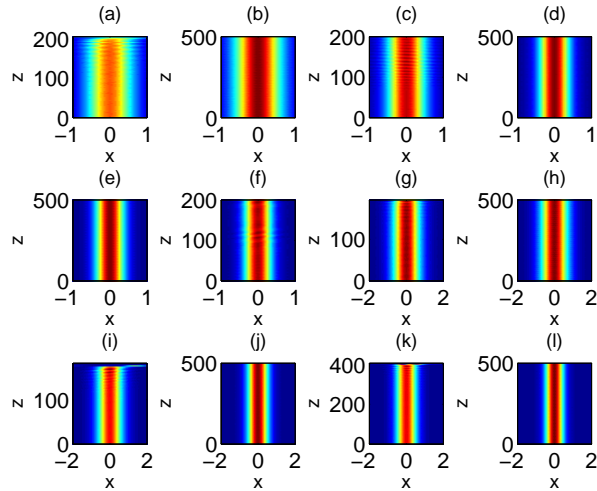 (a) (b) (c) (d)
200 500 200 500
z z z z
100 100
0 0 0 0
−1 0 1 −1 0 1 −1 0 1 −1 0 1
x x x x
(e) (f) (g) (h)
500 200 500
z z z z
100 100
0 0 0 0
−1 0 1 −1 0 1 −2 0 2 −2 0 2
x x x x
(i) (j) (k) (l)
500 400 500
z z z z
100 200
0 0 0 0
−2 0 2 −2 0 2 −2 0 2 −2 0 2
x x x x